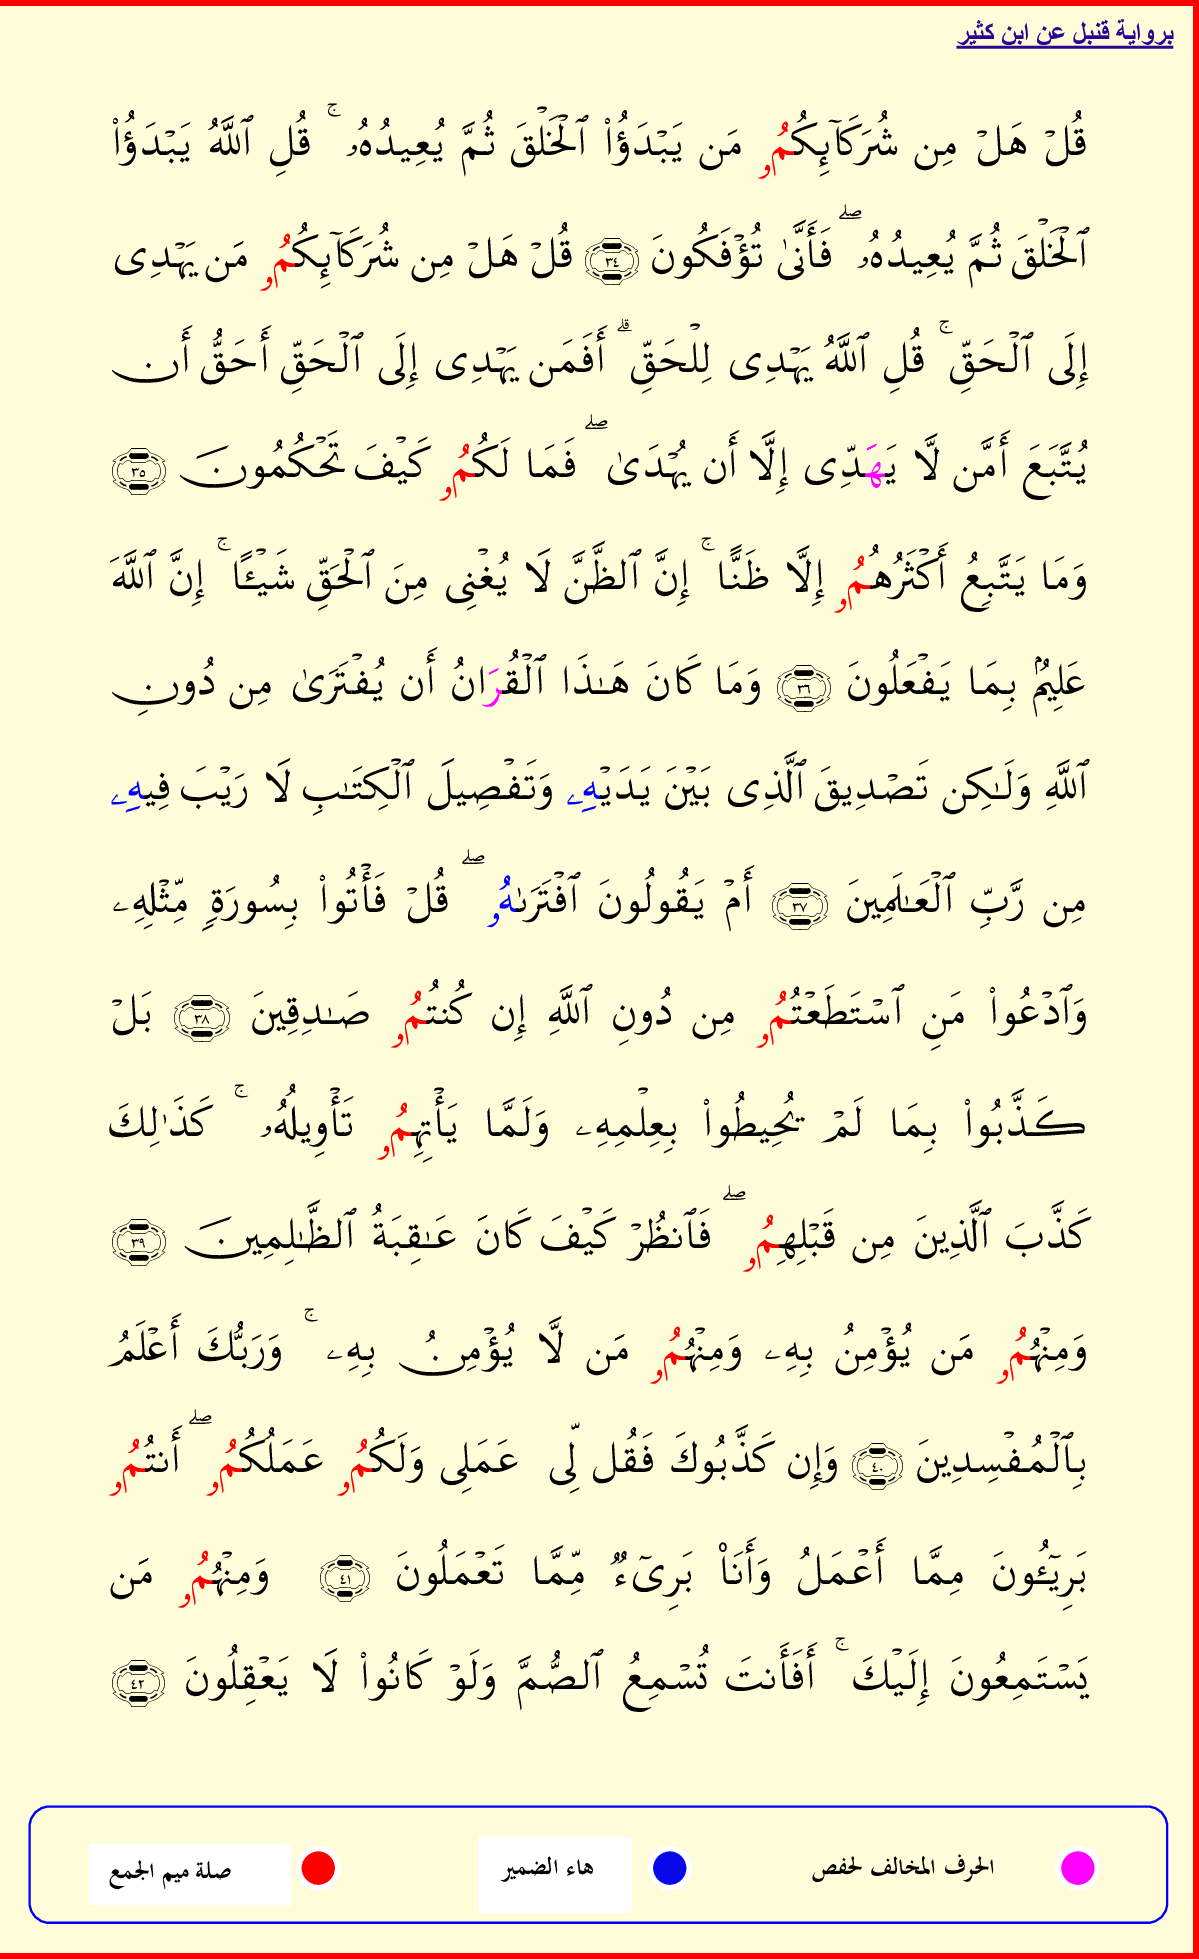 برواية قنبل عن ابن كثير
قُلْ هَلْ مِن شُرَكَآئِكُمُۥ مَن يَبْدَؤُا۟ ٱلْخَلْقَ ثُمَّ يُعِيدُهُۥ ۚ قُلِ ٱللَّهُ يَبْدَؤُا۟
ٱلْخَلْقَ ثُمَّ يُعِيدُهُۥ ۖ فَأَنَّىٰ تُؤْفَكُونَ ٣٤ قُلْ هَلْ مِن شُرَكَآئِكُمُۥ مَن يَهْدِى
إِلَى ٱلْحَقِّ ۚ قُلِ ٱللَّهُ يَهْدِى لِلْحَقِّ ۗ أَفَمَن يَهْدِى إِلَى ٱلْحَقِّ أَحَقُّ أَن
يُتَّبَعَ أَمَّن لَّا يَهَدِّى إِلَّا أَن يُهْدَىٰ ۖ فَمَا لَكُمُۥ كَيْفَ تَحْكُمُونَ ٣٥
وَمَا يَتَّبِعُ أَكْثَرُهُمُۥ إِلَّا ظَنًّا ۚ إِنَّ ٱلظَّنَّ لَا يُغْنِى مِنَ ٱلْحَقِّ شَيْـًٔا ۚ إِنَّ ٱللَّهَ
عَلِيمٌۢ بِمَا يَفْعَلُونَ ٣٦ وَمَا كَانَ هَـٰذَا ٱلْقُرَانُ أَن يُفْتَرَىٰ مِن دُونِ
ٱللَّهِ وَلَـٰكِن تَصْدِيقَ ٱلَّذِى بَيْنَ يَدَيْهِۦ وَتَفْصِيلَ ٱلْكِتَـٰبِ لَا رَيْبَ فِيهِۦ
مِن رَّبِّ ٱلْعَـٰلَمِينَ ٣٧ أَمْ يَقُولُونَ ٱفْتَرَىٰهُۥ ۖ قُلْ فَأْتُوا۟ بِسُورَةٍ مِّثْلِهِۦ
وَٱدْعُوا۟ مَنِ ٱسْتَطَعْتُمُۥ مِن دُونِ ٱللَّهِ إِن كُنتُمُۥ صَـٰدِقِينَ ٣٨ بَلْ
كَذَّبُوا۟ بِمَا لَمْ يُحِيطُوا۟ بِعِلْمِهِۦ وَلَمَّا يَأْتِهِمُۥ تَأْوِيلُهُۥ ۚ كَذَٰلِكَ
كَذَّبَ ٱلَّذِينَ مِن قَبْلِهِمُۥ ۖ فَٱنظُرْ كَيْفَ كَانَ عَـٰقِبَةُ ٱلظَّـٰلِمِينَ ٣٩
وَمِنْهُمُۥ مَن يُؤْمِنُ بِهِۦ وَمِنْهُمُۥ مَن لَّا يُؤْمِنُ بِهِۦ ۚ وَرَبُّكَ أَعْلَمُ
بِٱلْمُفْسِدِينَ ٤٠ وَإِن كَذَّبُوكَ فَقُل لِّى عَمَلِى وَلَكُمُۥ عَمَلُكُمُۥ ۖ أَنتُمُۥ
بَرِيٓـُٔونَ مِمَّا أَعْمَلُ وَأَنَا۠ بَرِىٓءٌ مِّمَّا تَعْمَلُونَ ٤١ وَمِنْهُمُۥ مَن
يَسْتَمِعُونَ إِلَيْكَ ۚ أَفَأَنتَ تُسْمِعُ ٱلصُّمَّ وَلَوْ كَانُوا۟ لَا يَعْقِلُونَ ٤٢
الحرف المخالف لحفص هاء الضمير صلة ميم الجمع